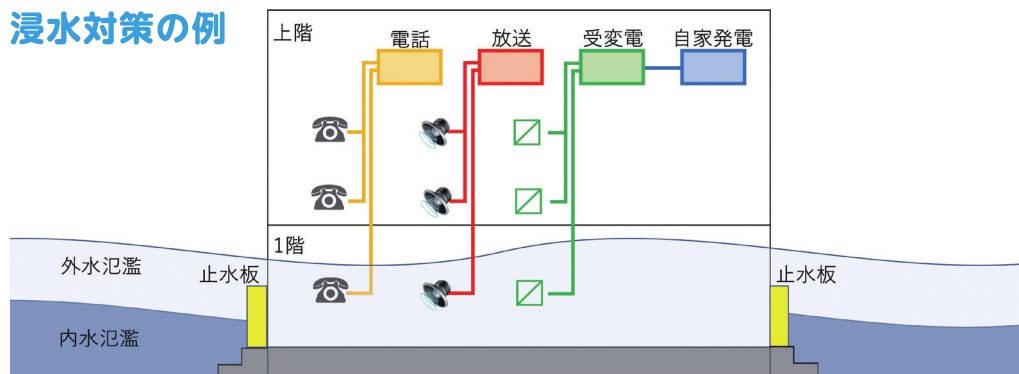 浸水対策の例
上階
電話
放送
受変電
自家発電
1階
外水氾濫
止水板
止水板
内水氾濫